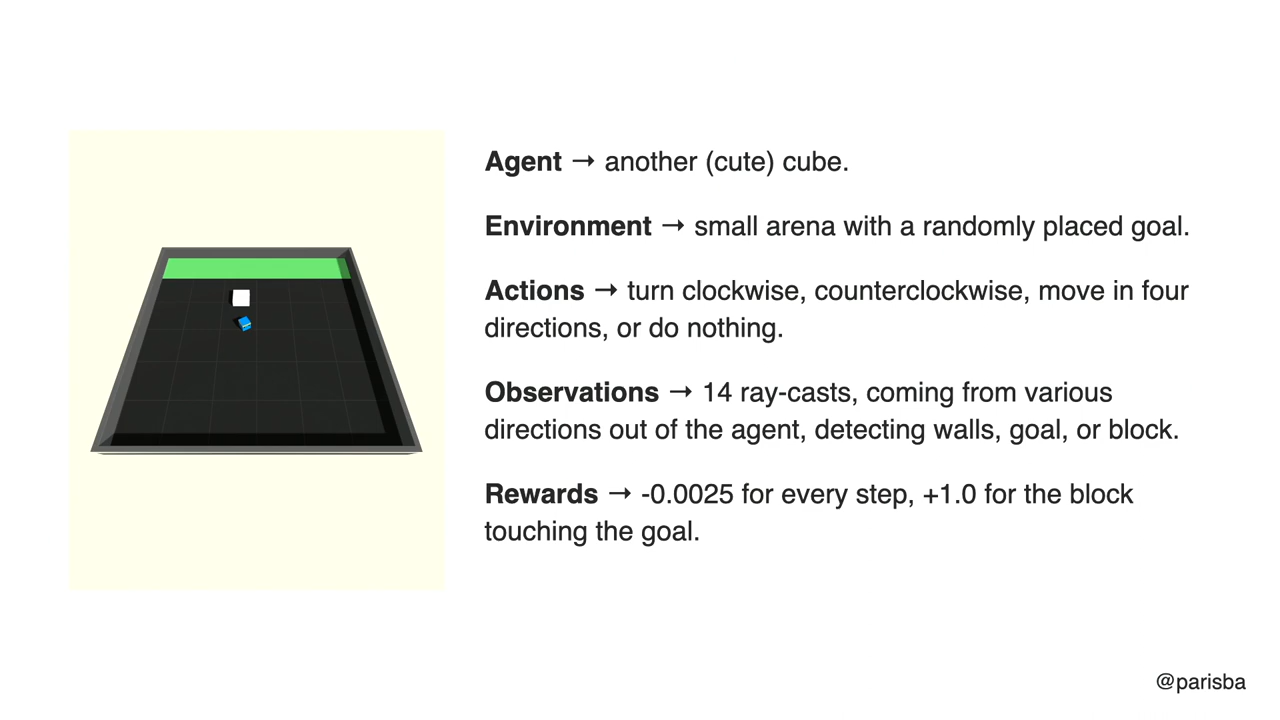 Agent → another (cute) cube.
Environment → small arena with a randomly placed goal.
Actions → turn clockwise, counterclockwise, move in four
directions, or do nothing.
Observations → 14 ray-casts, coming from various
directions out of the agent, detecting walls, goal, or block.
Rewards → -0.0025 for every step, +1.0 for the block
touching the goal.
@parisba